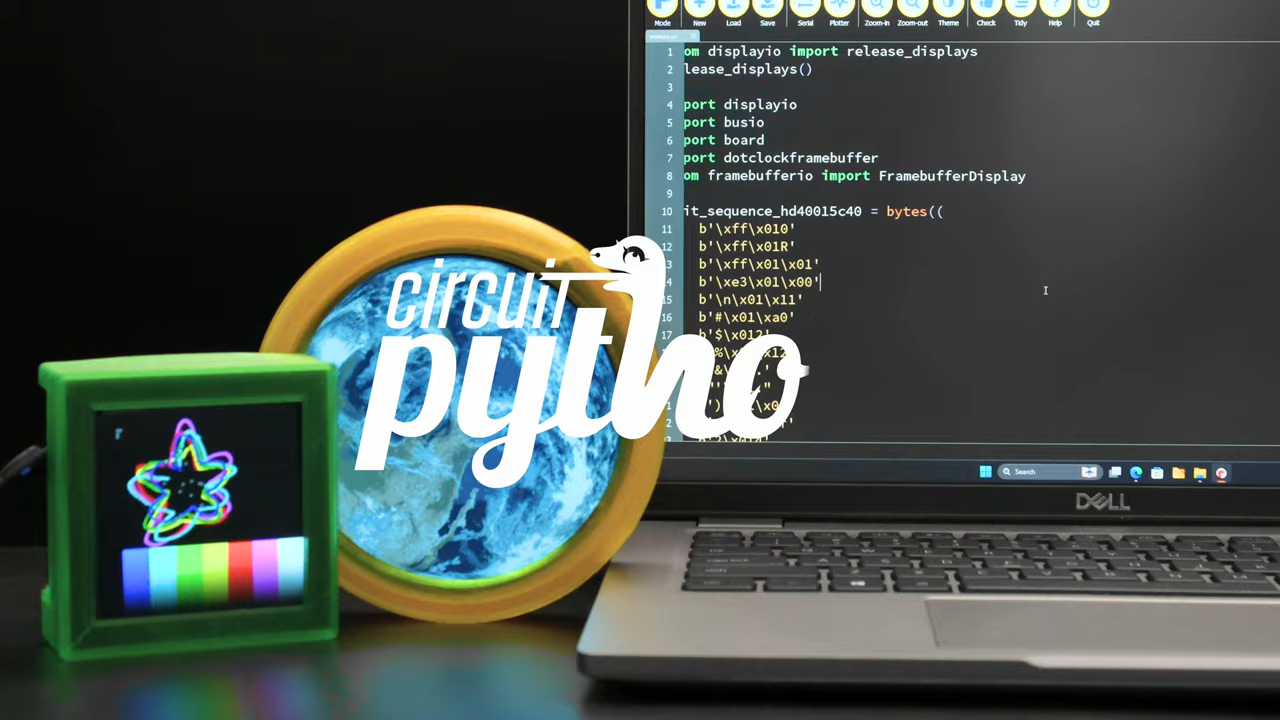 Mode New Load Save Serial Plotter Zoom-in Zoom-out Theme Check Tidy Help Quit
1 om displayio import release_displays
2 lease_displays()
3
4 port displayio
5 port busio
6 port board
7 port dotclockframebuffer
8 om framebufferio import FramebufferDisplay
9
10 it_sequence_hd40015c40 = bytes((
11 b'\xff\x010'
12 b'\xff\x01R'
13 b'\xff\x01\x01'
14 b'\xe3\x01\x00'
15 b'\n\x01\x11'
16 b'#\x01\xa0'
17 b'$\x012'
circuit
pytho
Search
DELL